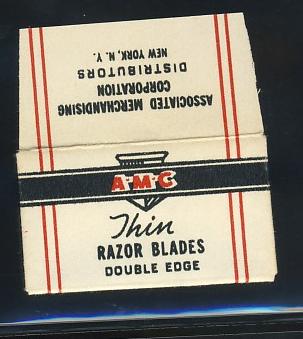 ASSOCIATED MERCHANDISING
CORPORATION
DISTRIBUTORS
NEW YORK, N. Y.
A·M·C
Thin
RAZOR BLADES
DOUBLE EDGE